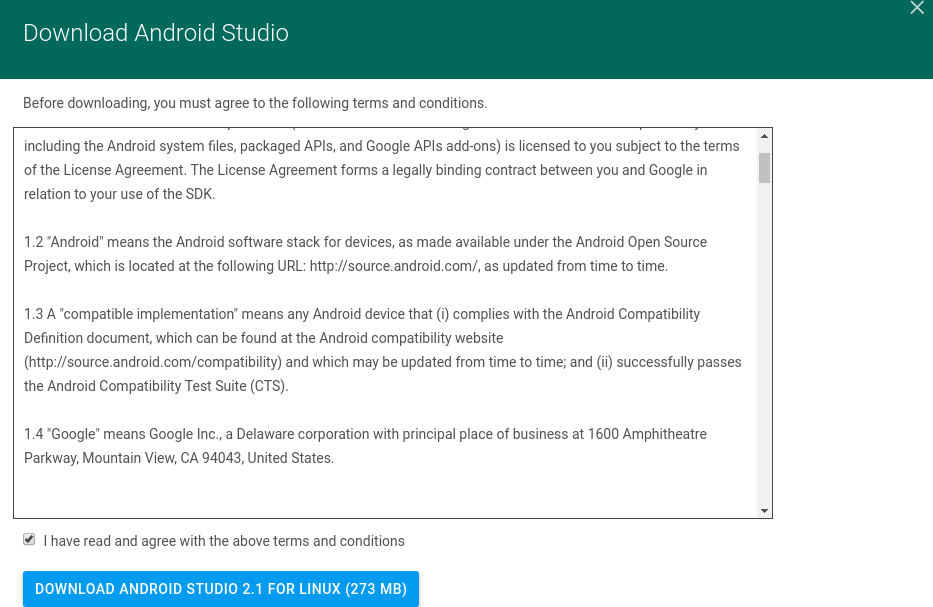 Download Android Studio
Before downloading, you must agree to the following terms and conditions.
including the Android system files, packaged APIs, and Google APIs add-ons) is licensed to you subject to the terms
of the License Agreement. The License Agreement forms a legally binding contract between you and Google in
relation to your use of the SDK.
1.2 "Android" means the Android software stack for devices, as made available under the Android Open Source
Project, which is located at the following URL: http://source.android.com/, as updated from time to time.
1.3 A "compatible implementation" means any Android device that (i) complies with the Android Compatibility
Definition document, which can be found at the Android compatibility website
(http://source.android.com/compatibility) and which may be updated from time to time; and (ii) successfully passes
the Android Compatibility Test Suite (CTS).
1.4 "Google" means Google Inc., a Delaware corporation with principal place of business at 1600 Amphitheatre
Parkway, Mountain View, CA 94043, United States.
I have read and agree with the above terms and conditions
DOWNLOAD ANDROID STUDIO 2.1 FOR LINUX (273 MB)